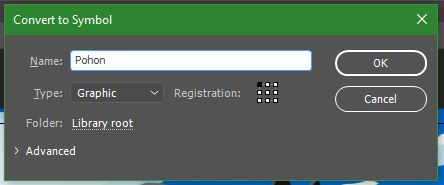 Convert to Symbol
Name: Pohon
OK
Type: Graphic Registration:
Cancel
Folder: Library root
> Advanced